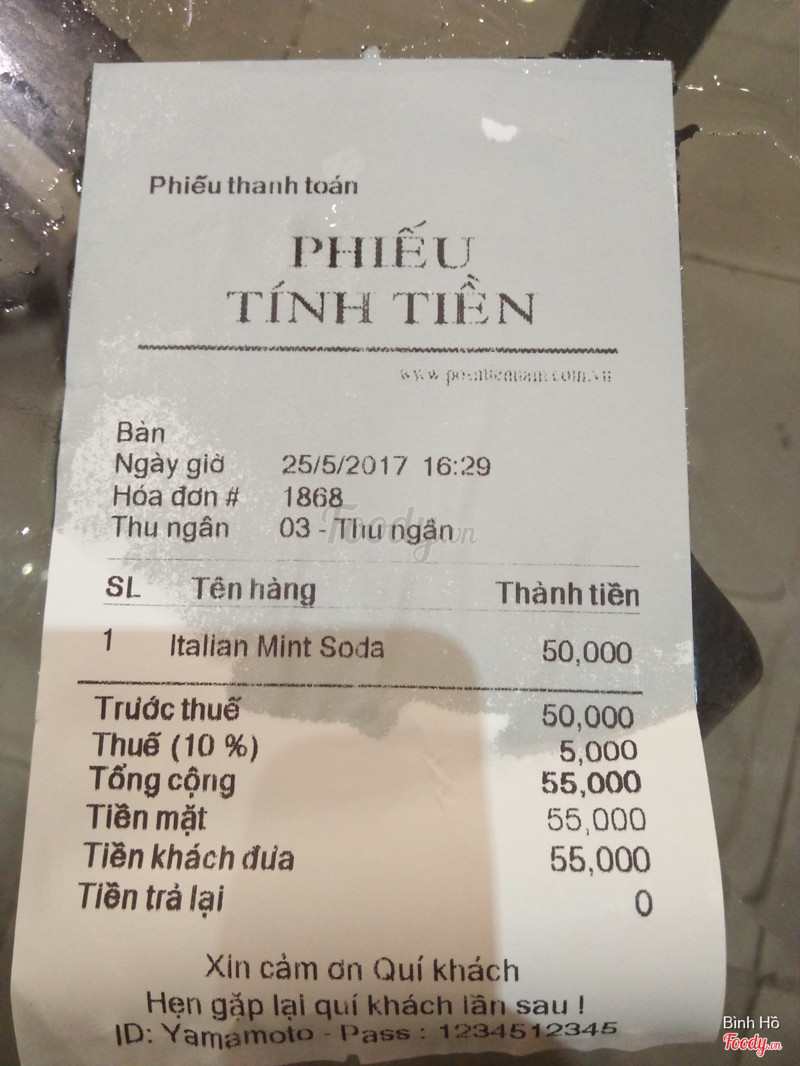 Phiếu thanh toán
PHIẾU
TÍNH TIỀN
Bàn
Ngày giờ 25/5/2017 16:29
Hóa đơn # 1868
Thu ngân 03 - Thu ngân
Foody.vn
SL Tên hàng Thành tiền
1 Italian Mint Soda 50,000
Trước thuế 50,000
Thuế (10 %) 5,000
Tổng cộng 55,000
Tiền mặt 55,000
Tiền khách đưa 55,000
Tiền trả lại 0
Xin cảm ơn Quí khách
Hẹn gặp lại quí khách lần sau !
ID: Yamamoto - Pass : 1234512345
Bình Hồ
Foody.vn